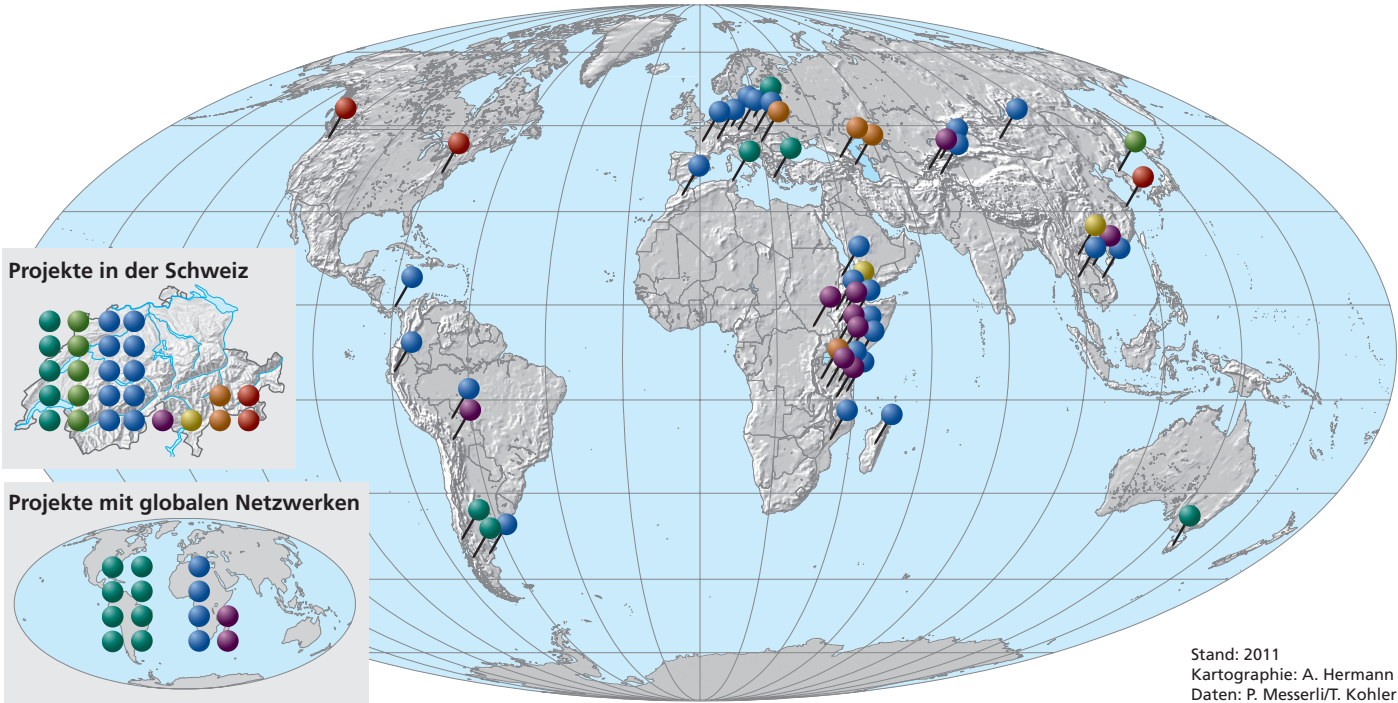 Projekte in der Schweiz
Projekte mit globalen Netzwerken
Stand: 2011
Kartographie: A. Hermann
Daten: P. Messerli/T. Kohler